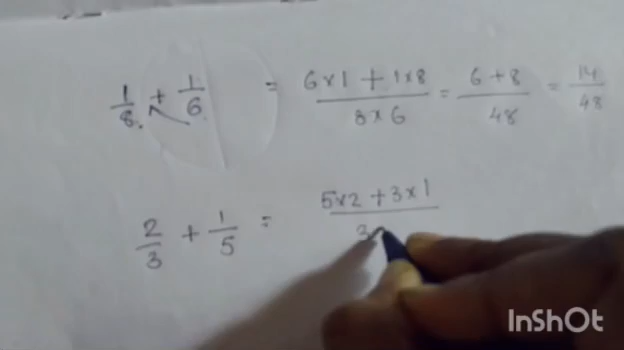 1/8 + 1/6 = (6×1 + 1×8)/(8×6) = (6+8)/48 = 14/48
2/3 + 1/5 = (5×2 + 3×1)/3
InShOt